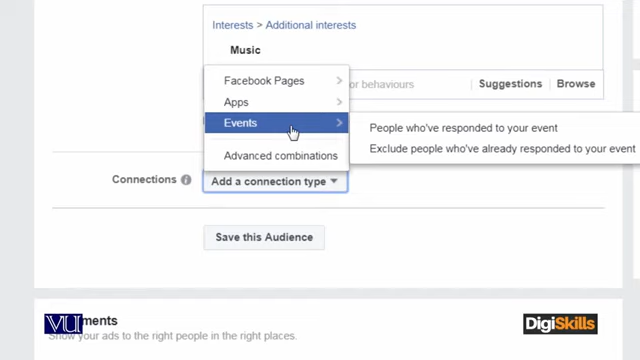 Interests > Additional interests
Music
Facebook Pages
or behaviours
Suggestions
Browse
Apps
Events
People who've responded to your event
Exclude people who've already responded to your event
Advanced combinations
Connections
Add a connection type
Save this Audience
VU
ments
DigiSkills
Show your ads to the right people in the right places.